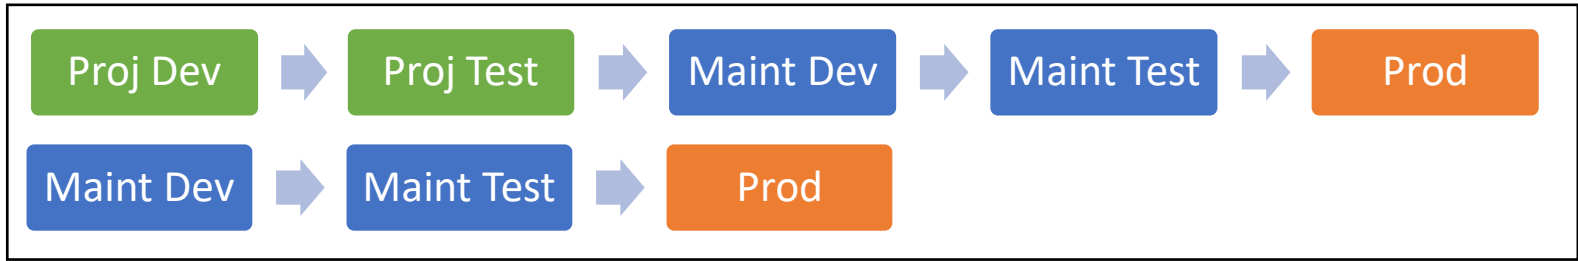 Proj Dev
Proj Test
Maint Dev
Maint Test
Prod
Maint Dev
Maint Test
Prod